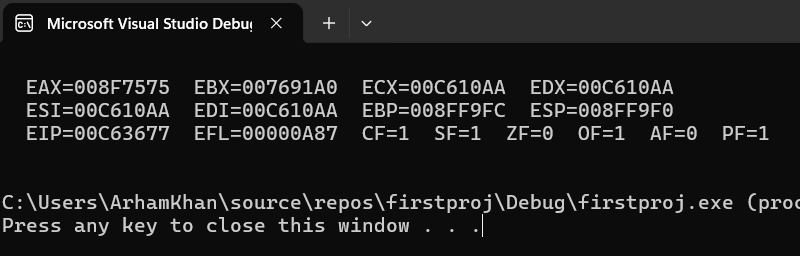 Microsoft Visual Studio Debug
EAX=008F7575  EBX=007691A0  ECX=00C610AA  EDX=00C610AA
ESI=00C610AA  EDI=00C610AA  EBP=008FF9FC  ESP=008FF9F0
EIP=00C63677  EFL=00000A87  CF=1  SF=1  ZF=0  OF=1  AF=0  PF=1
C:\Users\ArhamKhan\source\repos\firstproj\Debug\firstproj.exe (proc
Press any key to close this window . . .